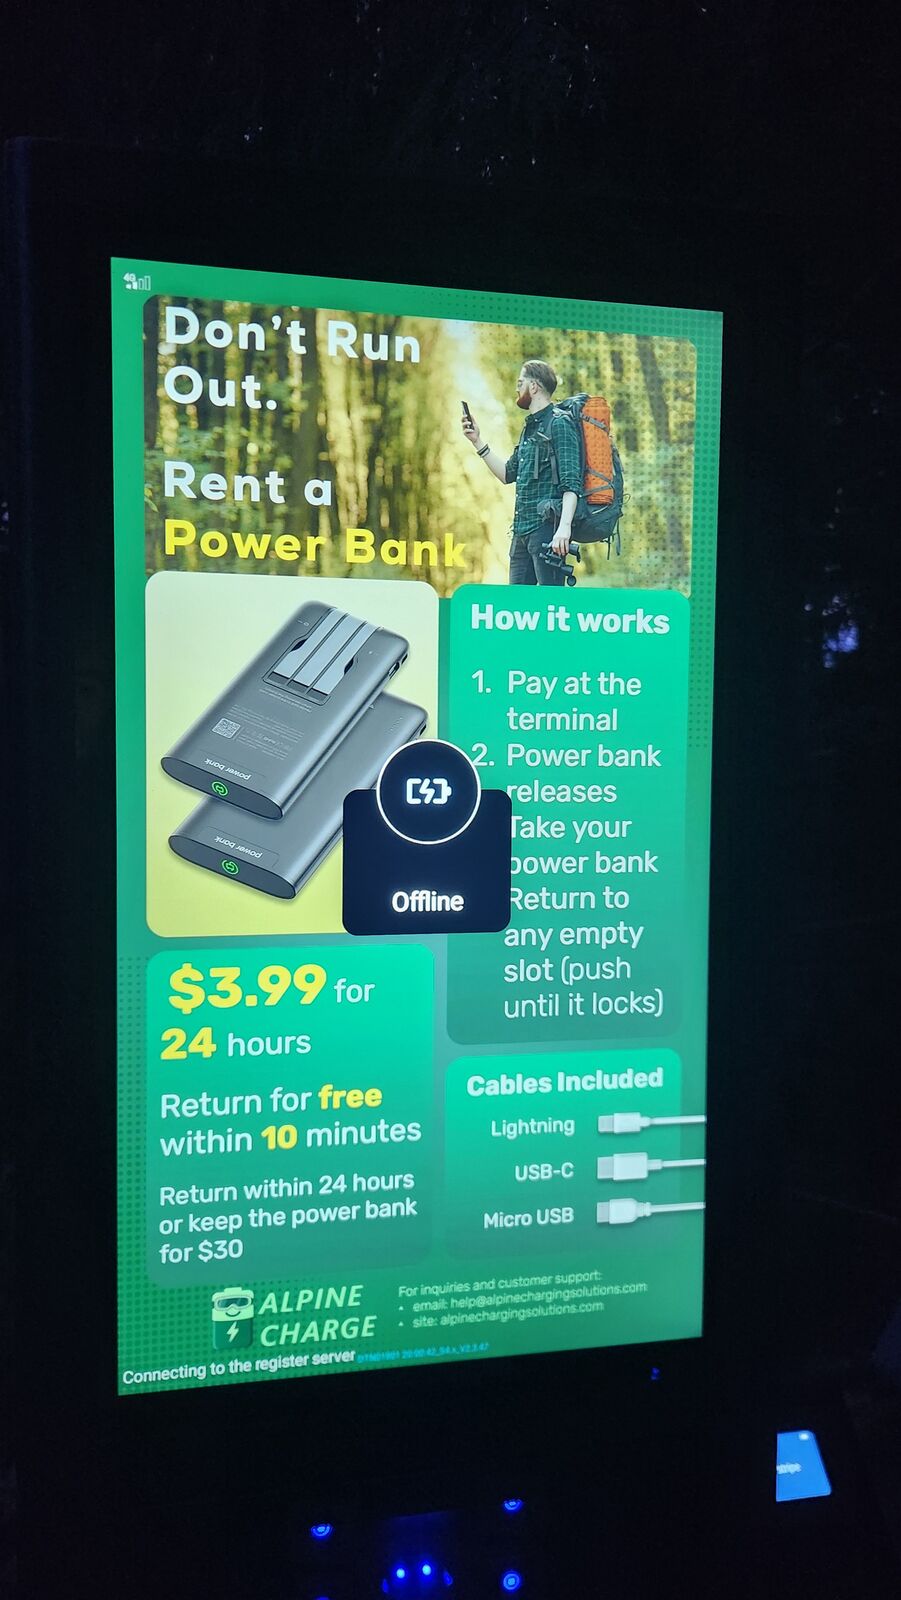 4G
Don't Run
Out.
Rent a
Power Bank
power bank
power bank
How it works
1. Pay at the
terminal
2. Power bank
releases
Take your
power bank
Return to
any empty
slot (push
until it locks)
Offline
$3.99 for
24 hours
Return for free
within 10 minutes
Return within 24 hours
or keep the power bank
for $30
Cables Included
Lightning
USB-C
Micro USB
ALPINE
CHARGE
For inquiries and customer support:
• email: help@alpinechargingsolutions.com
• site: alpinechargingsolutions.com
Connecting to the register server
stripe